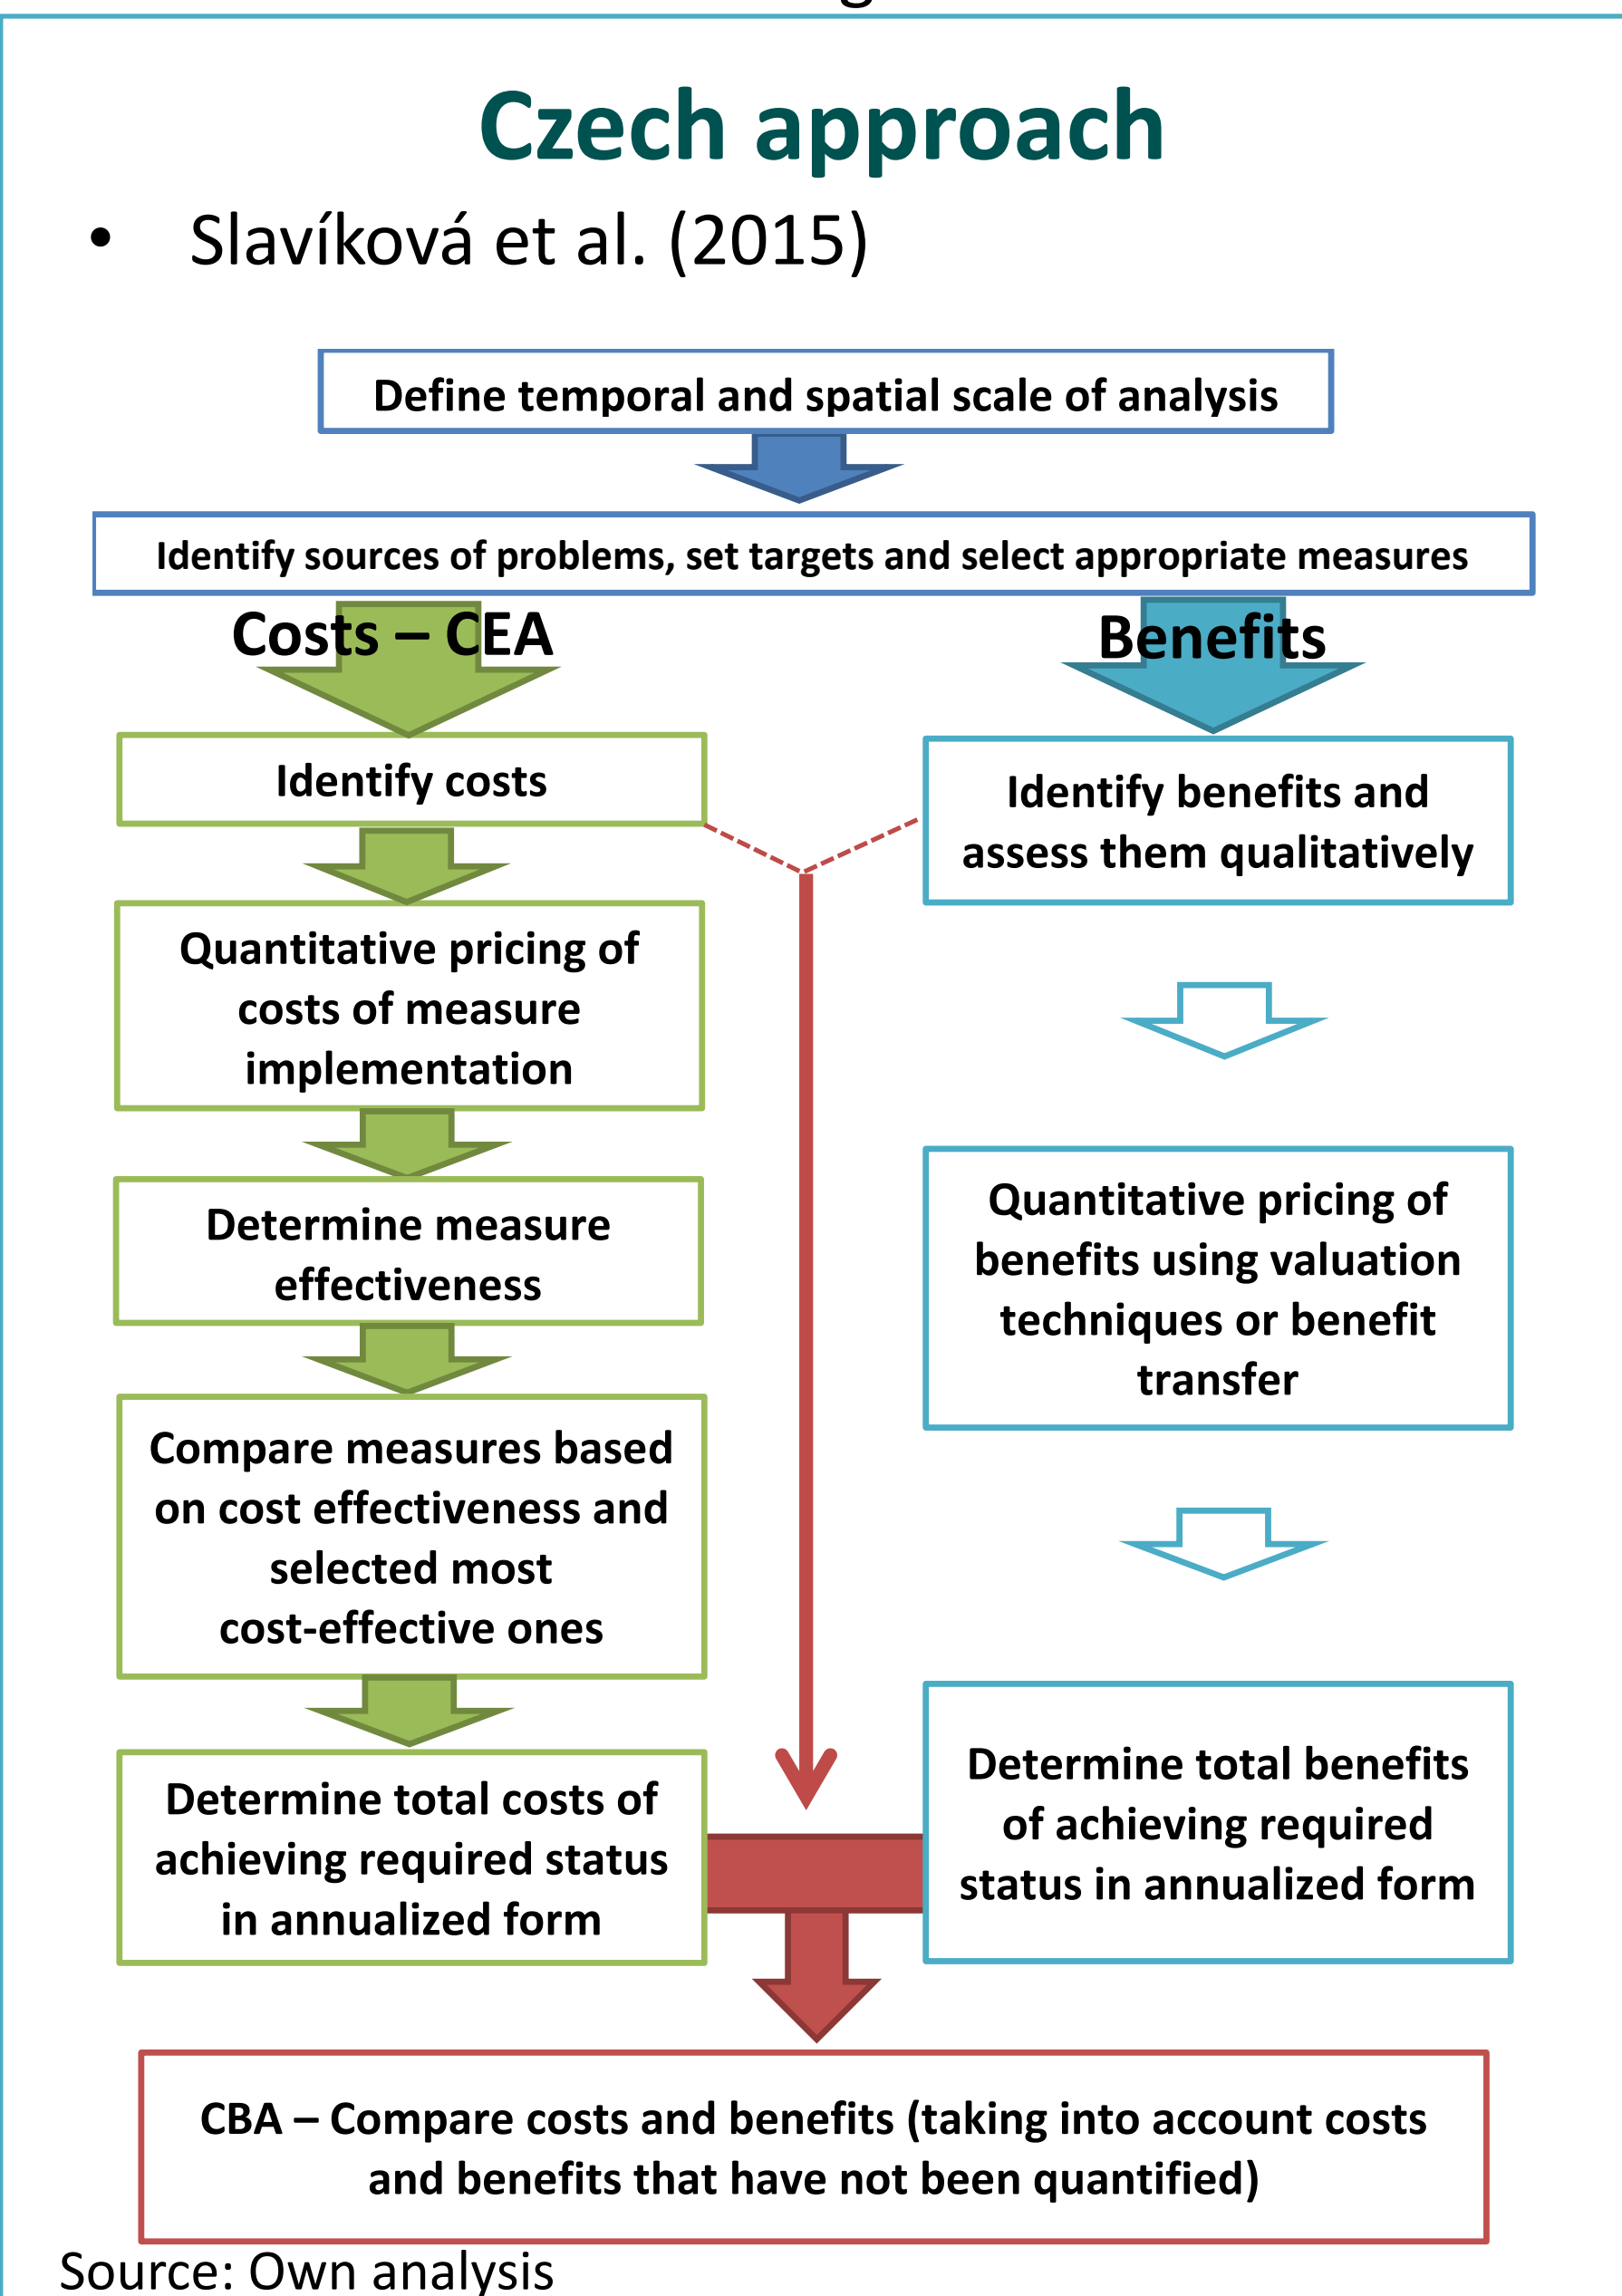 Czech approach
• Slavíková et al. (2015)
Define temporal and spatial scale of analysis
Identify sources of problems, set targets and select appropriate measures
Costs – CEA
Identify costs
Quantitative pricing of
costs of measure
implementation
Determine measure
effectiveness
Compare measures based
on cost effectiveness and
selected most
cost-effective ones
Determine total costs of
achieving required status
in annualized form
Benefits
Identify benefits and
assess them qualitatively
Quantitative pricing of
benefits using valuation
techniques or benefit
transfer
Determine total benefits
of achieving required
status in annualized form
CBA – Compare costs and benefits (taking into account costs
and benefits that have not been quantified)
Source: Own analysis